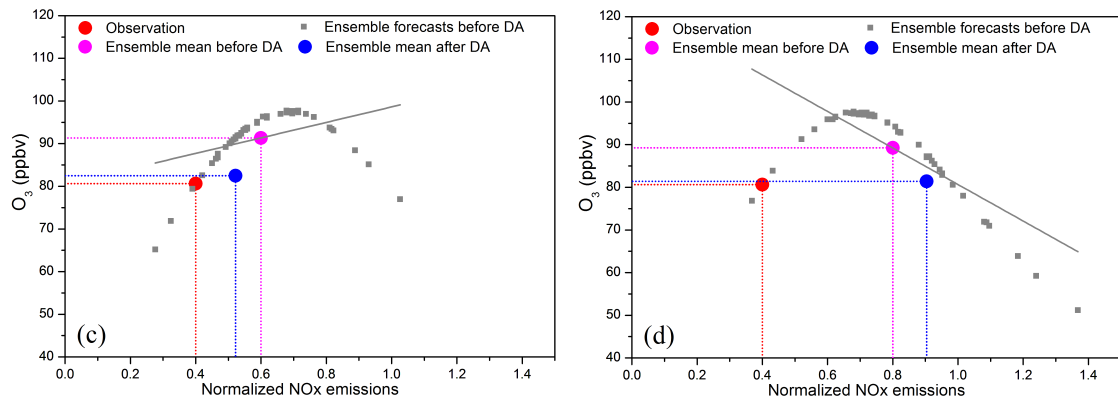 Observation
Ensemble forecasts before DA
Ensemble mean before DA
Ensemble mean after DA
120
110
100
90
80
70
60
50
40
O3 (ppbv)
(c)
0.0 0.2 0.4 0.6 0.8 1.0 1.2 1.4
Normalized NOx emissions
Observation
Ensemble forecasts before DA
Ensemble mean before DA
Ensemble mean after DA
120
110
100
90
80
70
60
50
40
O3 (ppbv)
(d)
0.0 0.2 0.4 0.6 0.8 1.0 1.2 1.4
Normalized NOx emissions